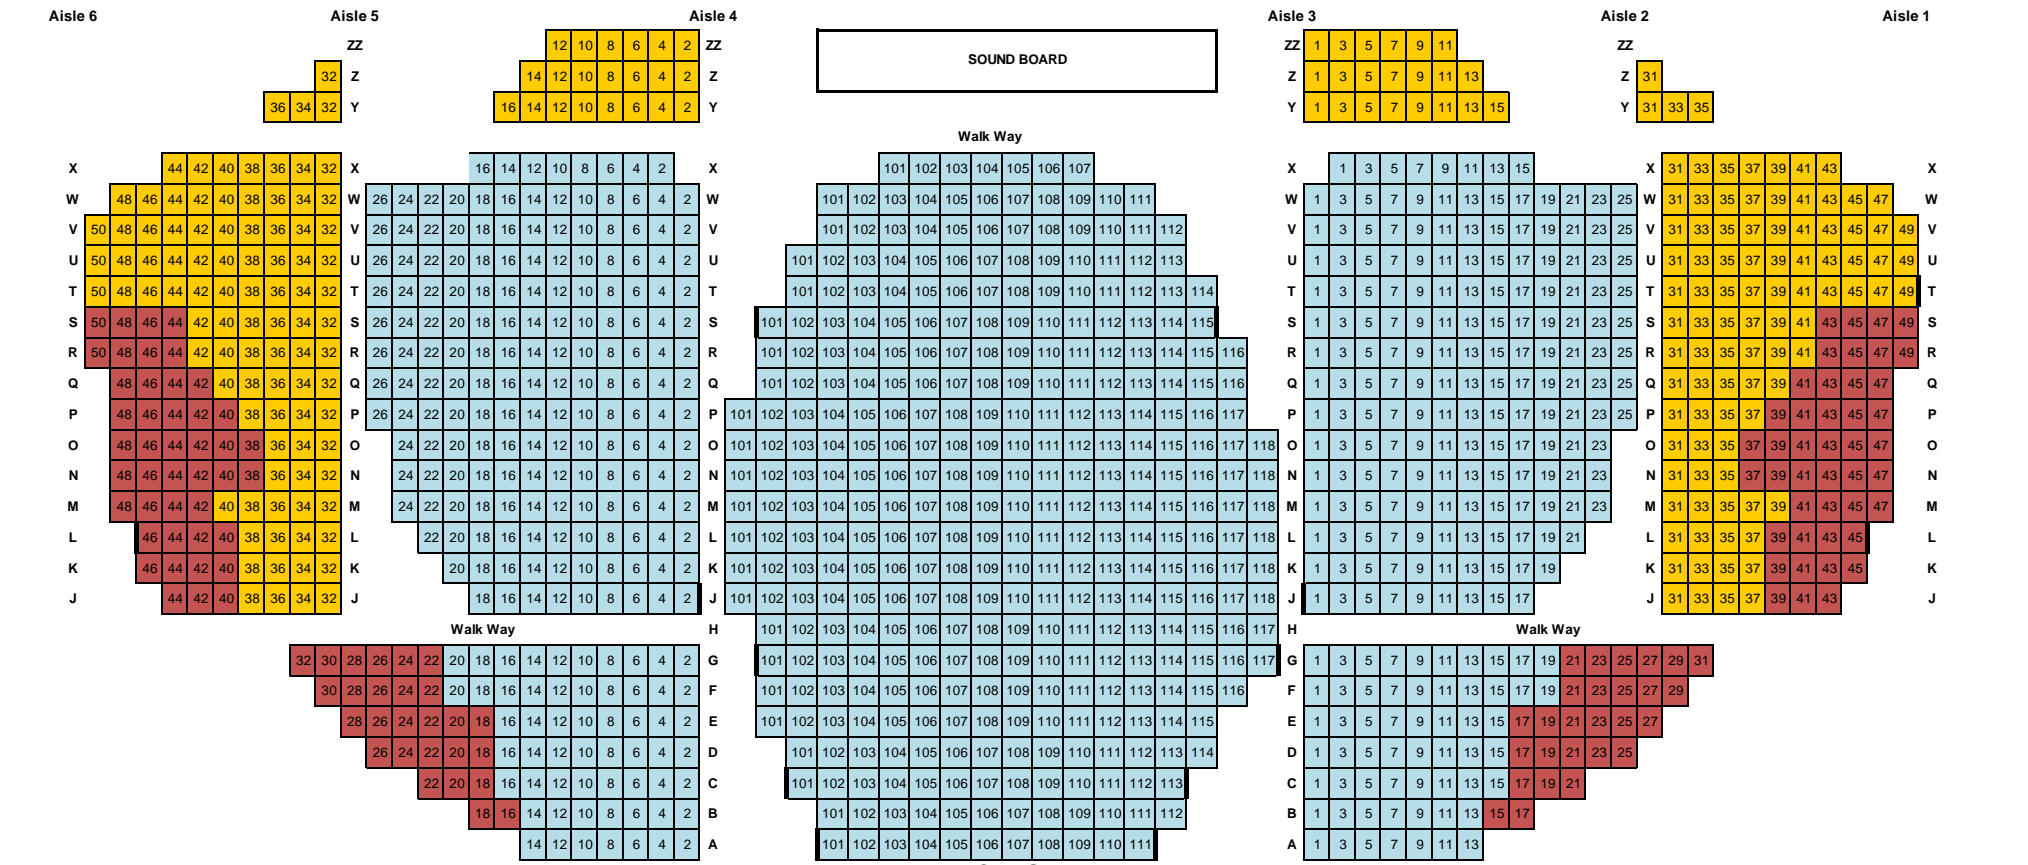 Aisle 6 Aisle 5 Aisle 4 Aisle 3 Aisle 2 Aisle 1
ZZ 12 10 8 6 4 2 ZZ SOUND BOARD ZZ 1 3 5 7 9 11 ZZ
32 Z 14 12 10 8 6 4 2 Z Z 1 3 5 7 9 11 13 Z 31
36 34 32 Y 16 14 12 10 8 6 4 2 Y Y 1 3 5 7 9 11 13 15 Y 31 33 35
Walk Way
X 44 42 40 38 36 34 32 X 16 14 12 10 8 6 4 2 X 101 102 103 104 105 106 107 X 1 3 5 7 9 11 13 15 X 31 33 35 37 39 41 43 X
W 48 46 44 42 40 38 36 34 32 W 26 24 22 20 18 16 14 12 10 8 6 4 2 W 101 102 103 104 105 106 107 108 109 110 111 W 1 3 5 7 9 11 13 15 17 19 21 23 25 W 31 33 35 37 39 41 43 45 47 W
V 50 48 46 44 42 40 38 36 34 32 V 26 24 22 20 18 16 14 12 10 8 6 4 2 V 101 102 103 104 105 106 107 108 109 110 111 112 V 1 3 5 7 9 11 13 15 17 19 21 23 25 V 31 33 35 37 39 41 43 45 47 49 V
U 50 48 46 44 42 40 38 36 34 32 U 26 24 22 20 18 16 14 12 10 8 6 4 2 U 101 102 103 104 105 106 107 108 109 110 111 112 113 U 1 3 5 7 9 11 13 15 17 19 21 23 25 U 31 33 35 37 39 41 43 45 47 49 U
T 50 48 46 44 42 40 38 36 34 32 T 26 24 22 20 18 16 14 12 10 8 6 4 2 T 101 102 103 104 105 106 107 108 109 110 111 112 113 114 T 1 3 5 7 9 11 13 15 17 19 21 23 25 T 31 33 35 37 39 41 43 45 47 49 T
S 50 48 46 44 42 40 38 36 34 32 S 26 24 22 20 18 16 14 12 10 8 6 4 2 S 101 102 103 104 105 106 107 108 109 110 111 112 113 114 115 S 1 3 5 7 9 11 13 15 17 19 21 23 25 S 31 33 35 37 39 41 43 45 47 49 S
R 50 48 46 44 42 40 38 36 34 32 R 26 24 22 20 18 16 14 12 10 8 6 4 2 R 101 102 103 104 105 106 107 108 109 110 111 112 113 114 115 116 R 1 3 5 7 9 11 13 15 17 19 21 23 25 R 31 33 35 37 39 41 43 45 47 49 R
Q 48 46 44 42 40 38 36 34 32 Q 26 24 22 20 18 16 14 12 10 8 6 4 2 Q 101 102 103 104 105 106 107 108 109 110 111 112 113 114 115 116 Q 1 3 5 7 9 11 13 15 17 19 21 23 25 Q 31 33 35 37 39 41 43 45 47 Q
P 48 46 44 42 40 38 36 34 32 P 26 24 22 20 18 16 14 12 10 8 6 4 2 P 101 102 103 104 105 106 107 108 109 110 111 112 113 114 115 116 117 P 1 3 5 7 9 11 13 15 17 19 21 23 25 P 31 33 35 37 39 41 43 45 47 P
O 48 46 44 42 40 38 36 34 32 O 24 22 20 18 16 14 12 10 8 6 4 2 O 101 102 103 104 105 106 107 108 109 110 111 112 113 114 115 116 117 118 O 1 3 5 7 9 11 13 15 17 19 21 23 O 31 33 35 37 39 41 43 45 47 O
N 48 46 44 42 40 38 36 34 32 N 24 22 20 18 16 14 12 10 8 6 4 2 N 101 102 103 104 105 106 107 108 109 110 111 112 113 114 115 116 117 118 N 1 3 5 7 9 11 13 15 17 19 21 23 N 31 33 35 37 39 41 43 45 47 N
M 48 46 44 42 40 38 36 34 32 M 24 22 20 18 16 14 12 10 8 6 4 2 M 101 102 103 104 105 106 107 108 109 110 111 112 113 114 115 116 117 118 M 1 3 5 7 9 11 13 15 17 19 21 23 M 31 33 35 37 39 41 43 45 47 M
L 46 44 42 40 38 36 34 32 L 22 20 18 16 14 12 10 8 6 4 2 L 101 102 103 104 105 106 107 108 109 110 111 112 113 114 115 116 117 118 L 1 3 5 7 9 11 13 15 17 19 21 L 31 33 35 37 39 41 43 45 L
K 46 44 42 40 38 36 34 32 K 20 18 16 14 12 10 8 6 4 2 K 101 102 103 104 105 106 107 108 109 110 111 112 113 114 115 116 117 118 K 1 3 5 7 9 11 13 15 17 19 K 31 33 35 37 39 41 43 45 K
J 44 42 40 38 36 34 32 J 18 16 14 12 10 8 6 4 2 J 101 102 103 104 105 106 107 108 109 110 111 112 113 114 115 116 117 118 J 1 3 5 7 9 11 13 15 17 J 31 33 35 37 39 41 43 J
Walk Way H 101 102 103 104 105 106 107 108 109 110 111 112 113 114 115 116 117 H Walk Way
32 30 28 26 24 22 20 18 16 14 12 10 8 6 4 2 G 101 102 103 104 105 106 107 108 109 110 111 112 113 114 115 116 117 G 1 3 5 7 9 11 13 15 17 19 21 23 25 27 29 31
30 28 26 24 22 20 18 16 14 12 10 8 6 4 2 F 101 102 103 104 105 106 107 108 109 110 111 112 113 114 115 116 F 1 3 5 7 9 11 13 15 17 19 21 23 25 27 29
28 26 24 22 20 18 16 14 12 10 8 6 4 2 E 101 102 103 104 105 106 107 108 109 110 111 112 113 114 115 E 1 3 5 7 9 11 13 15 17 19 21 23 25 27
26 24 22 20 18 16 14 12 10 8 6 4 2 D 101 102 103 104 105 106 107 108 109 110 111 112 113 114 D 1 3 5 7 9 11 13 15 17 19 21 23 25
22 20 18 16 14 12 10 8 6 4 2 C 101 102 103 104 105 106 107 108 109 110 111 112 113 C 1 3 5 7 9 11 13 15 17 19 21
18 16 14 12 10 8 6 4 2 B 101 102 103 104 105 106 107 108 109 110 111 112 B 1 3 5 7 9 11 13 15 17
14 12 10 8 6 4 2 A 101 102 103 104 105 106 107 108 109 110 111 A 1 3 5 7 9 11 13